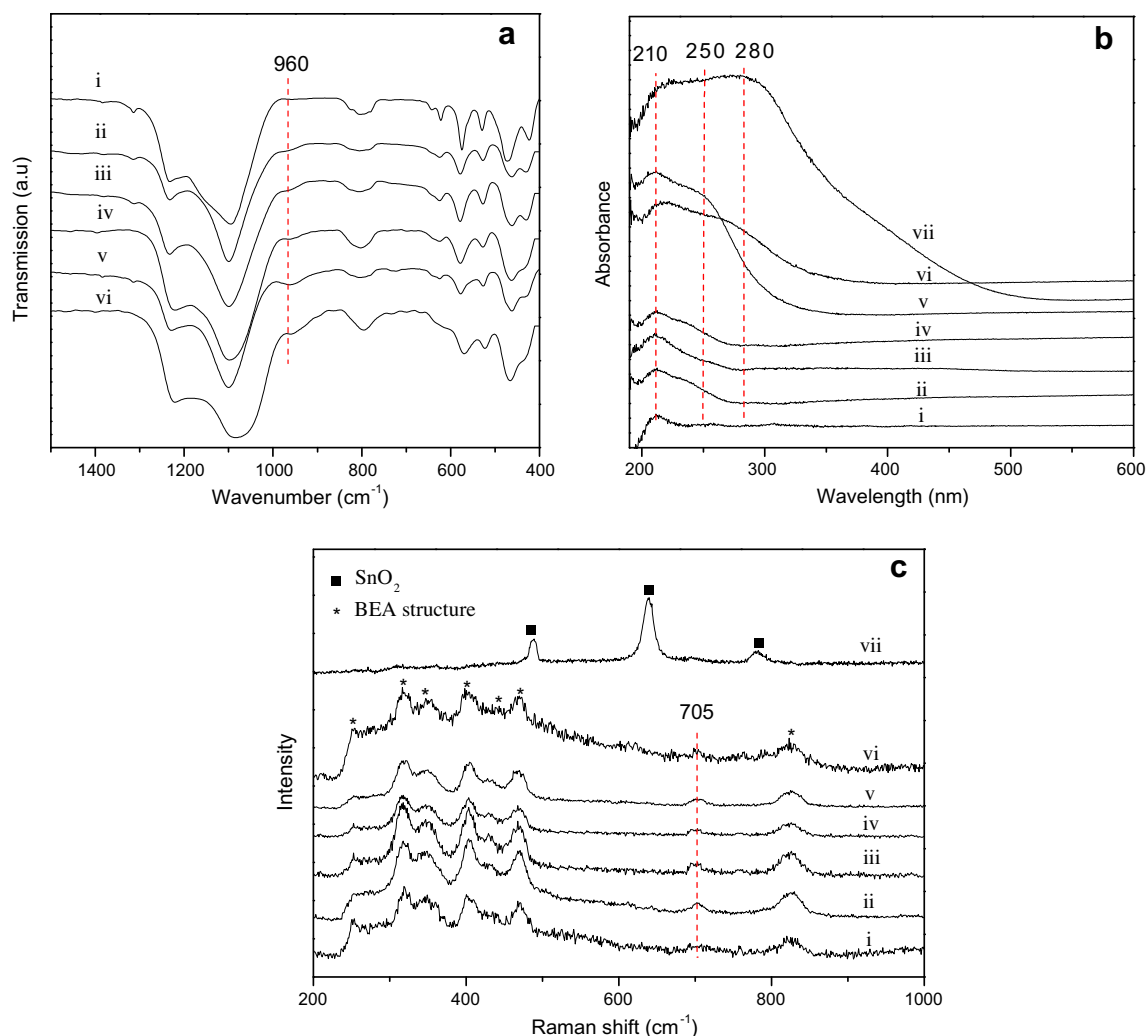 a
960
i
ii
iii
iv
v
vi
Transmission (a.u)
1400 1200 1000 800 600 400
Wavenumber (cm⁻¹)
b
210 250 280
vii
vi
v
iv
iii
ii
i
Absorbance
200 300 400 500 600
Wavelength (nm)
c
■ SnO₂
* BEA structure
vii
705
vi
v
iv
iii
ii
i
Intensity
200 400 600 800 1000
Raman shift (cm⁻¹)